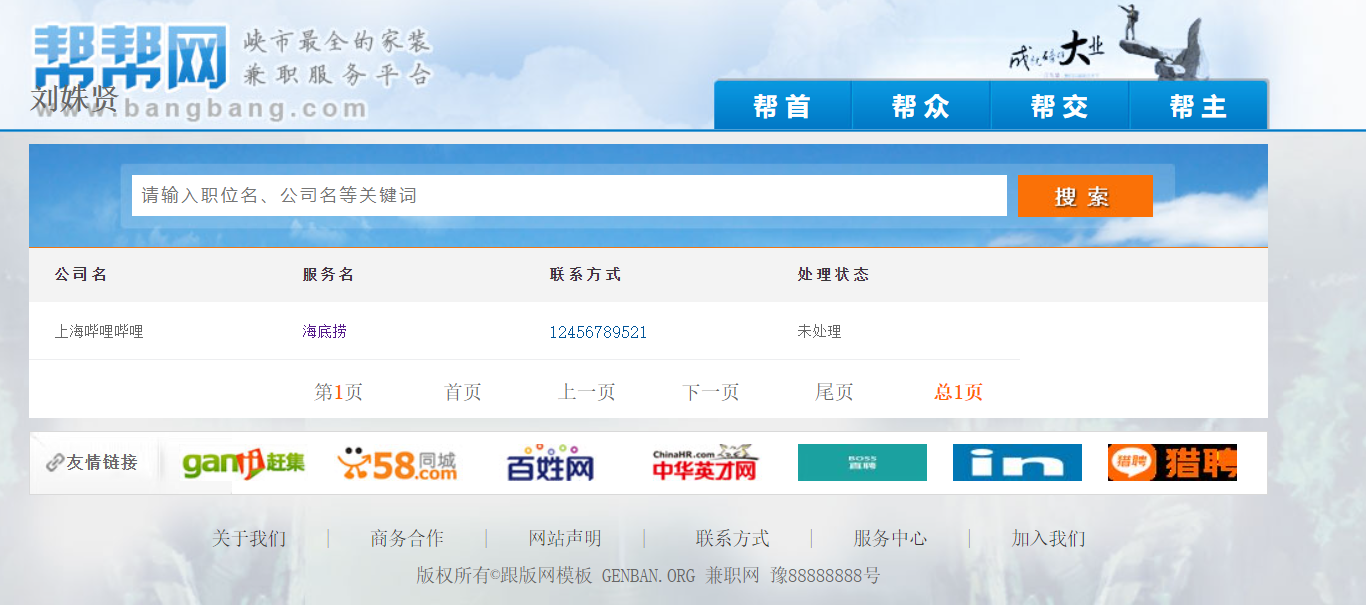 帮帮网 峡市最全的家装
兼职服务平台
刘姝贤
www.bangbang.com
大业
帮首 帮众 帮交 帮主
请输入职位名、公司名等关键词 搜索
公司名 服务名 联系方式 处理状态
上海哔哩哔哩 海底捞 12456789521 未处理
第1页 首页 上一页 下一页 尾页 总1页
友情链接 ganji赶集 58同城 .com 百姓网 ChinaHR.com 中华英才网 BOSS直聘 in 猎聘 猎聘
关于我们 | 商务合作 | 网站声明 | 联系方式 | 服务中心 | 加入我们
版权所有©跟版网模板 GENBAN.ORG 兼职网 豫88888888号